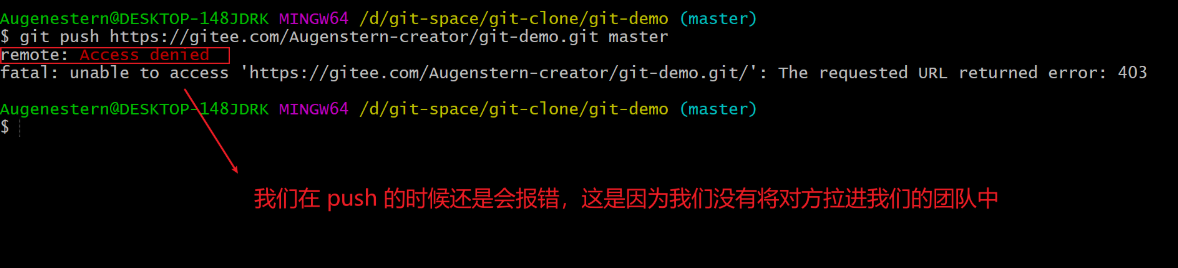 Augenestern@DESKTOP-148JDRK MINGW64 /d/git-space/git-clone/git-demo (master)
$ git push https://gitee.com/Augenstern-creator/git-demo.git master
remote: Access denied
fatal: unable to access 'https://gitee.com/Augenstern-creator/git-demo.git/': The requested URL returned error: 403
Augenestern@DESKTOP-148JDRK MINGW64 /d/git-space/git-clone/git-demo (master)
$
我们在 push 的时候还是会报错，这是因为我们没有将对方拉进我们的团队中